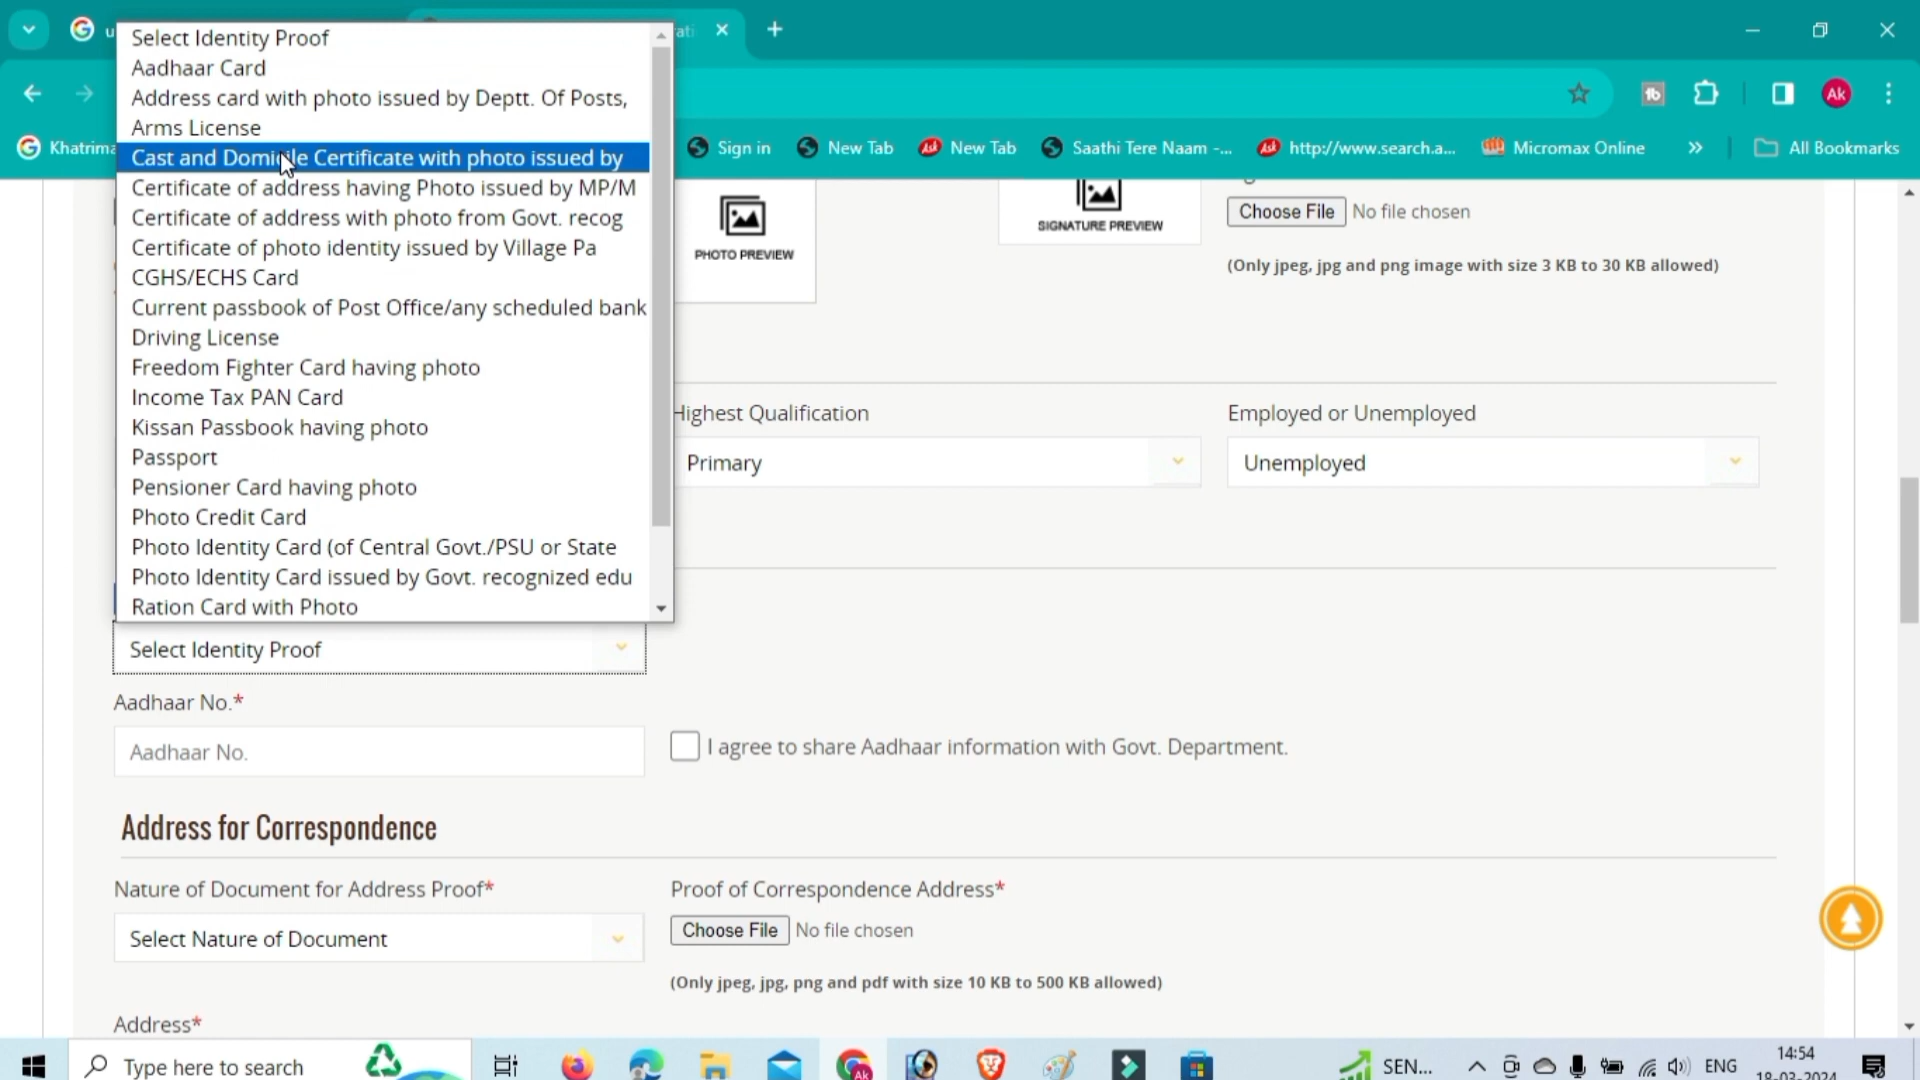 Select Identity Proof
Aadhaar Card
Address card with photo issued by Deptt. Of Posts,
Arms License
Cast and Domicile Certificate with photo issued by
Certificate of address having Photo issued by MP/M
Certificate of address with photo from Govt. recog
Certificate of photo identity issued by Village Pa
CGHS/ECHS Card
Current passbook of Post Office/any scheduled bank
Driving License
Freedom Fighter Card having photo
Income Tax PAN Card
Kissan Passbook having photo
Passport
Pensioner Card having photo
Photo Credit Card
Photo Identity Card (of Central Govt./PSU or State
Photo Identity Card issued by Govt. recognized edu
Ration Card with Photo
Ak
Khatrima
Sign in
New Tab
New Tab
Saathi Tere Naam -...
http://www.search.a...
Micromax Online
»
All Bookmarks
PHOTO PREVIEW
SIGNATURE PREVIEW
Choose File No file chosen
(Only jpeg, jpg and png image with size 3 KB to 30 KB allowed)
Highest Qualification
Employed or Unemployed
Primary
Unemployed
Select Identity Proof
Aadhaar No.*
Aadhaar No.
I agree to share Aadhaar information with Govt. Department.
Address for Correspondence
Nature of Document for Address Proof*
Proof of Correspondence Address*
Select Nature of Document
Choose File No file chosen
(Only jpeg, jpg, png and pdf with size 10 KB to 500 KB allowed)
Address*
Type here to search
Ak
SEN...
ENG
14:54
18-03-2024